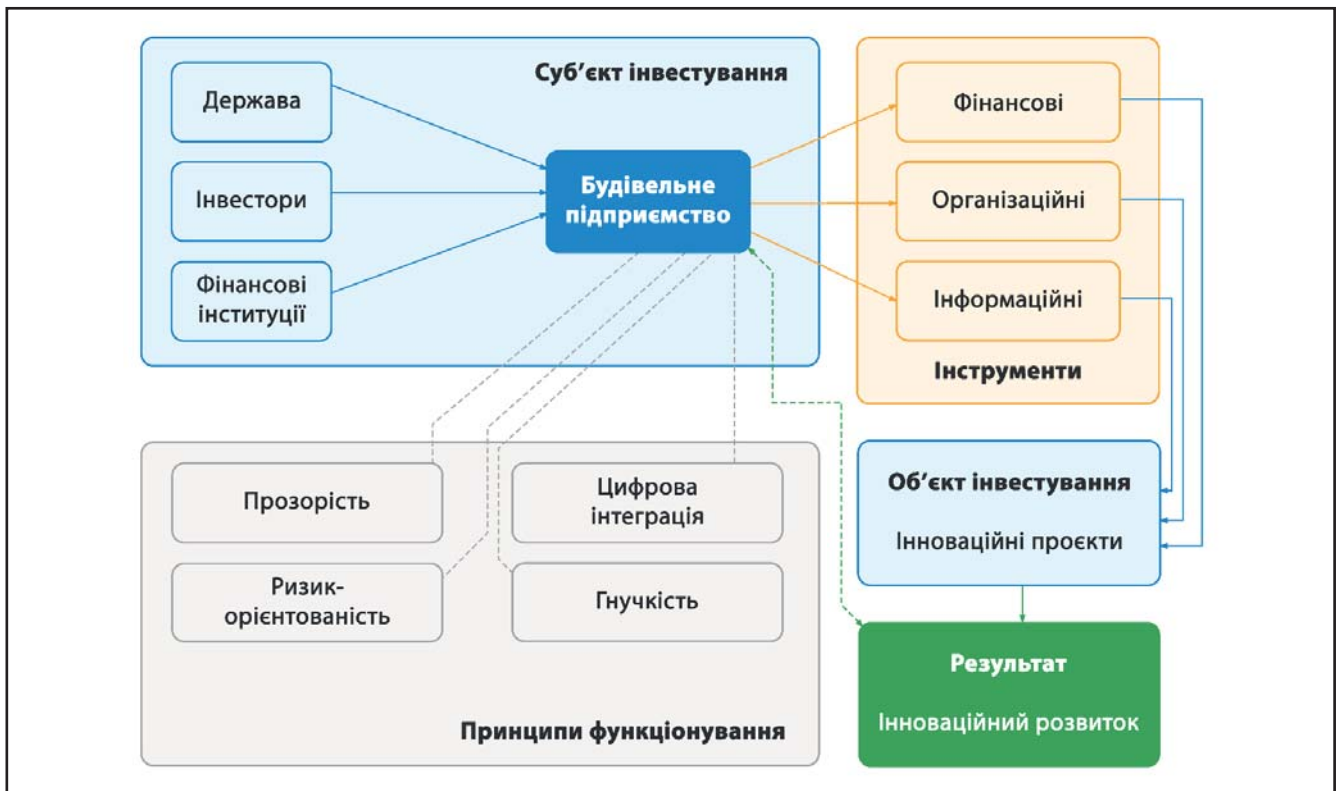 Суб’єкт інвестування
Держава
Інвестори
Фінансові
інституції
Будівельне
підприємство
Фінансові
Організаційні
Інформаційні
Інструменти
Прозорість
Цифрова
інтеграція
Ризик-
орієнтованість
Гнучкість
Принципи функціонування
Об’єкт інвестування
Інноваційні проєкти
Результат
Інноваційний розвиток